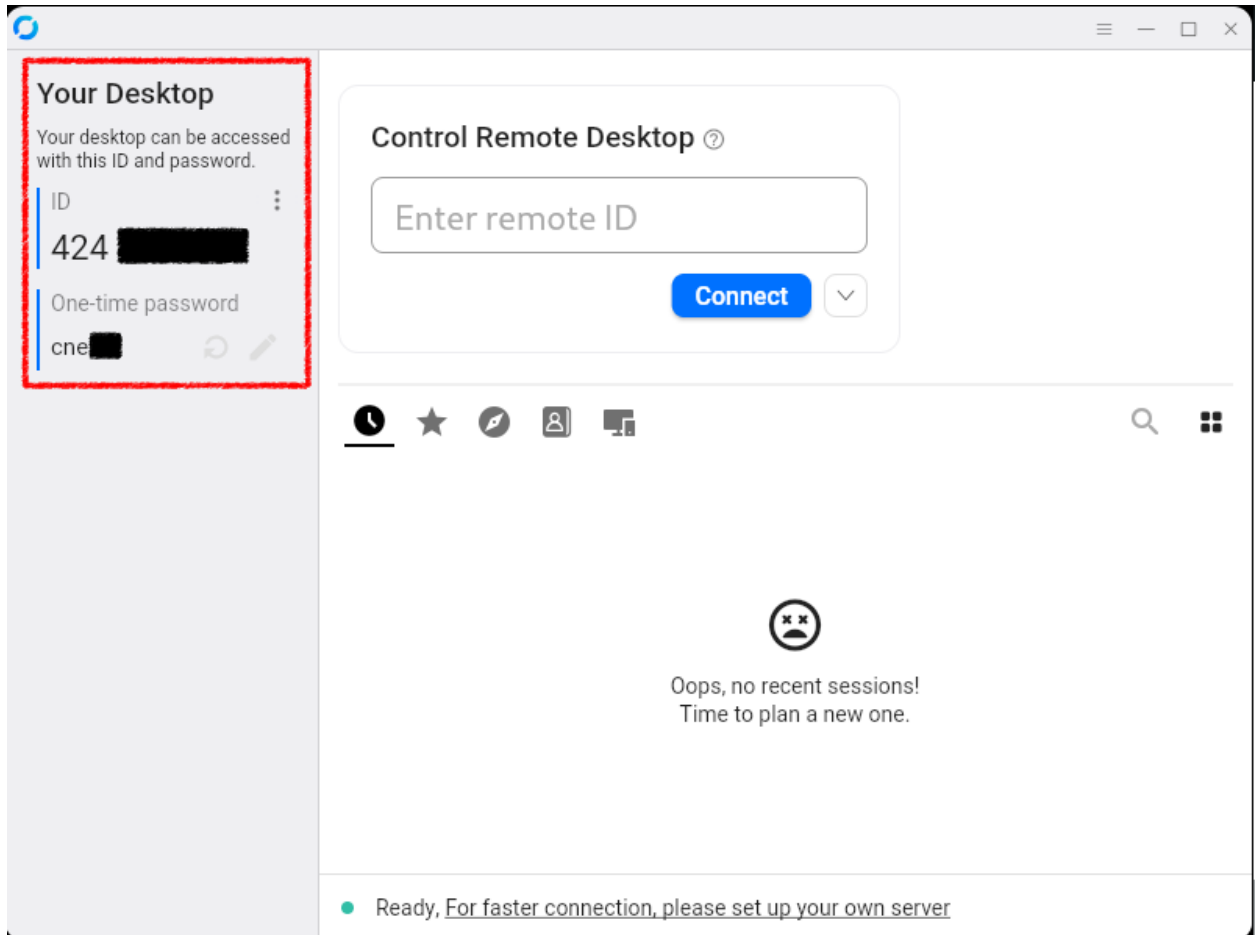 Your Desktop
Your desktop can be accessed
with this ID and password.
ID
424
One-time password
cne
Control Remote Desktop
Enter remote ID
Connect
Oops, no recent sessions!
Time to plan a new one.
Ready, For faster connection, please set up your own server